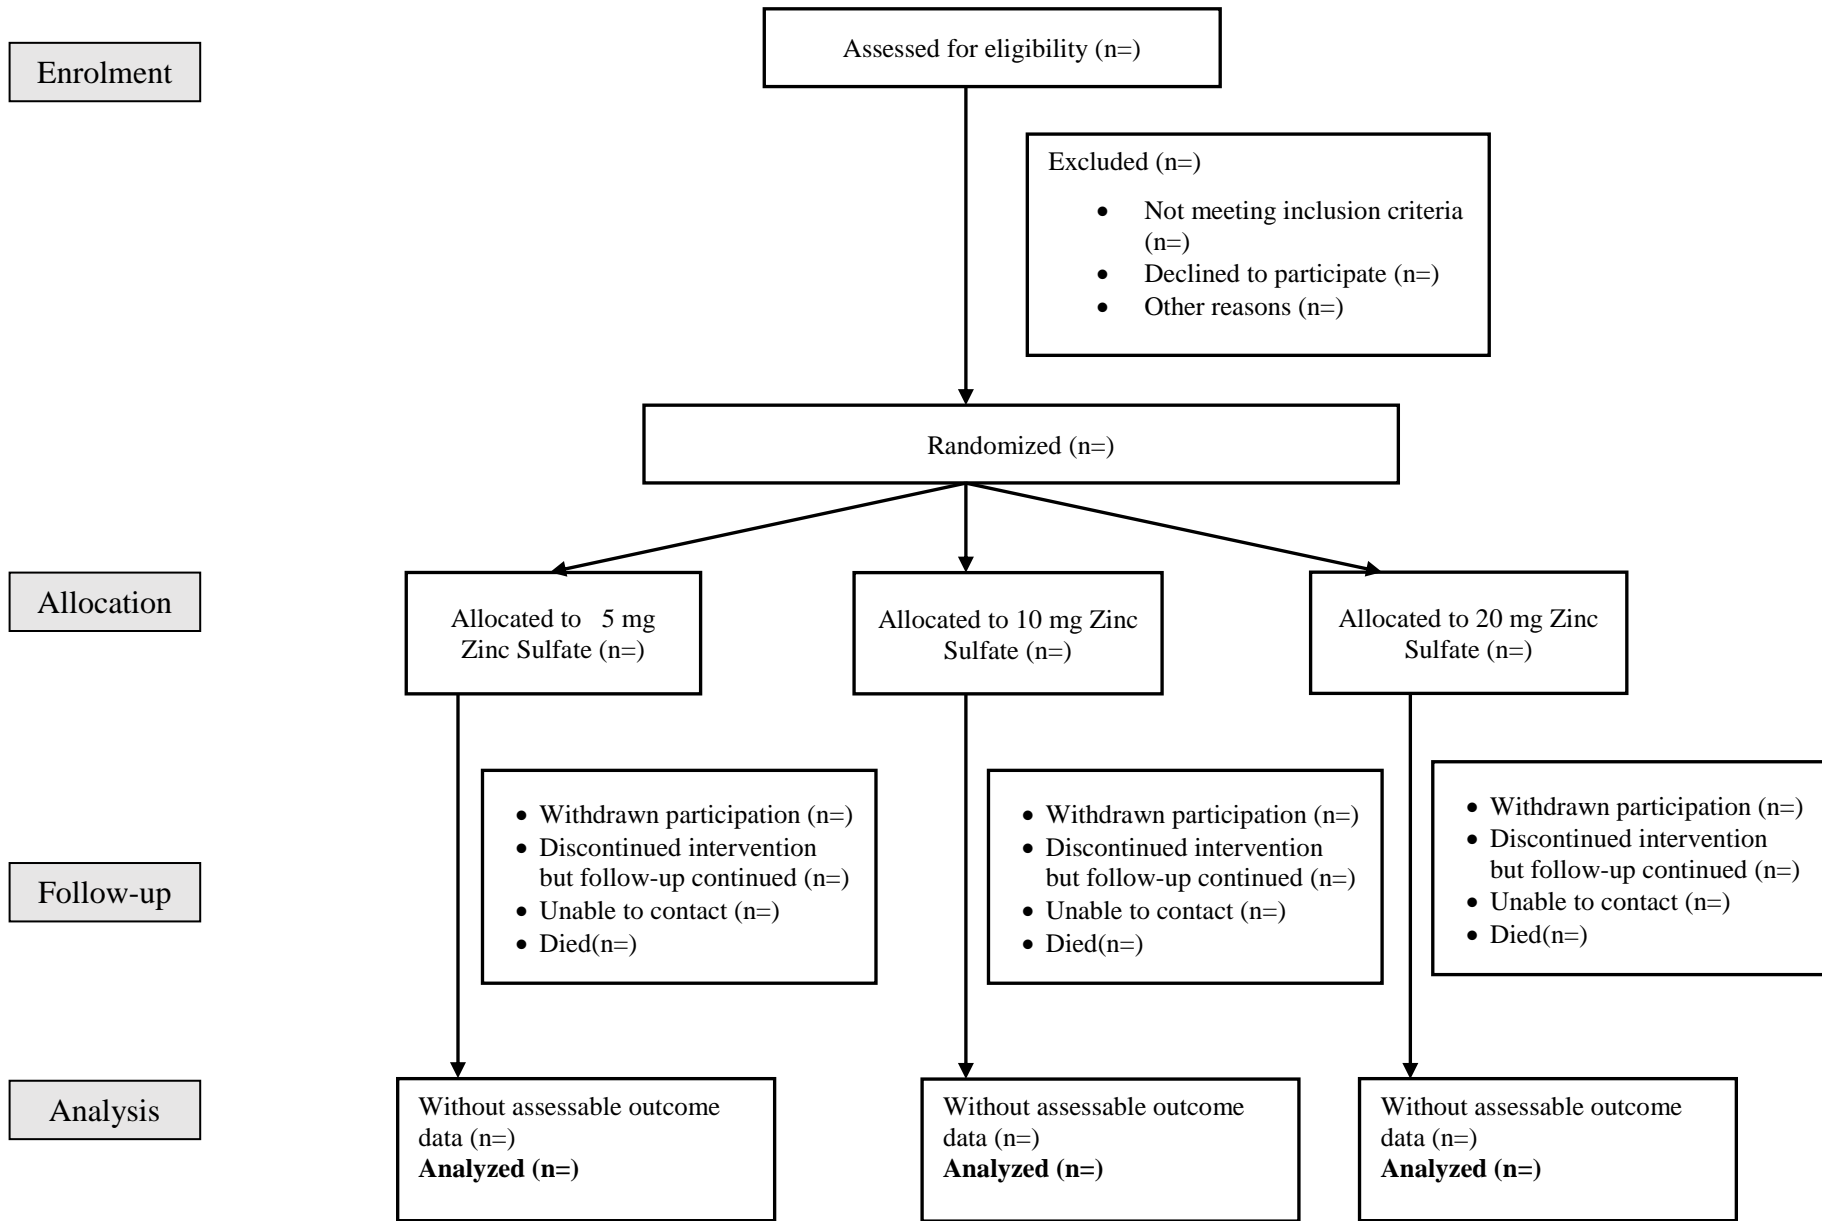 Enrolment
Assessed for eligibility (n=)
Excluded (n=)
• Not meeting inclusion criteria
(n=)
• Declined to participate (n=)
• Other reasons (n=)
Randomized (n=)
Allocation
Allocated to   5 mg
Zinc Sulfate (n=)
Allocated to 10 mg Zinc
Sulfate (n=)
Allocated to 20 mg Zinc
Sulfate (n=)
Follow-up
• Withdrawn participation (n=)
• Discontinued intervention
but follow-up continued (n=)
• Unable to contact (n=)
• Died(n=)
• Withdrawn participation (n=)
• Discontinued intervention
but follow-up continued (n=)
• Unable to contact (n=)
• Died(n=)
• Withdrawn participation (n=)
• Discontinued intervention
but follow-up continued (n=)
• Unable to contact (n=)
• Died(n=)
Analysis
Without assessable outcome
data (n=)
Analyzed (n=)
Without assessable outcome
data (n=)
Analyzed (n=)
Without assessable outcome
data (n=)
Analyzed (n=)